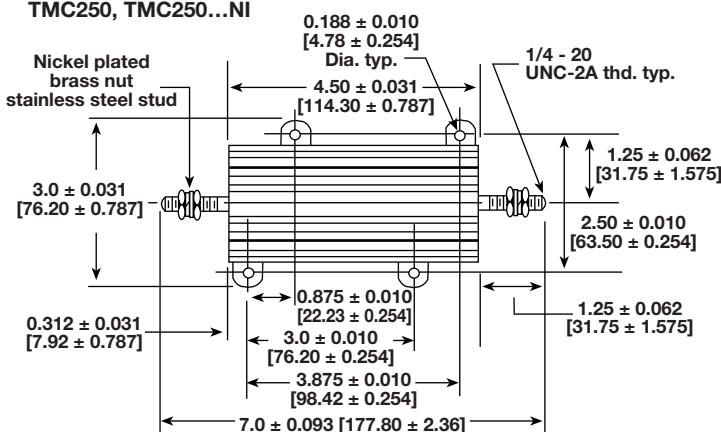 TMC250, TMC250...NI
0.188 ± 0.010
[4.78 ± 0.254]
Dia. typ.
Nickel plated
brass nut
stainless steel stud
1/4 - 20
UNC-2A thd. typ.
4.50 ± 0.031
[114.30 ± 0.787]
3.0 ± 0.031
[76.20 ± 0.787]
1.25 ± 0.062
[31.75 ± 1.575]
2.50 ± 0.010
[63.50 ± 0.254]
0.312 ± 0.031
[7.92 ± 0.787]
0.875 ± 0.010
[22.23 ± 0.254]
1.25 ± 0.062
[31.75 ± 1.575]
3.0 ± 0.010
[76.20 ± 0.254]
3.875 ± 0.010
[98.42 ± 0.254]
7.0 ± 0.093 [177.80 ± 2.36]